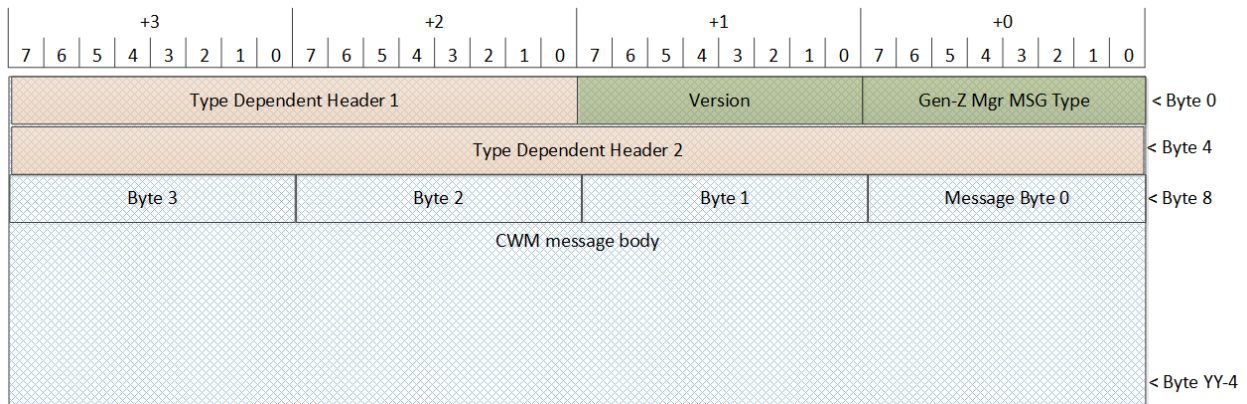 +3 +2 +1 +0
7 6 5 4 3 2 1 0 7 6 5 4 3 2 1 0 7 6 5 4 3 2 1 0 7 6 5 4 3 2 1 0
Type Dependent Header 1 Version Gen-Z Mgr MSG Type < Byte 0
Type Dependent Header 2 < Byte 4
Byte 3 Byte 2 Byte 1 Message Byte 0 < Byte 8
CWM message body
< Byte YY-4